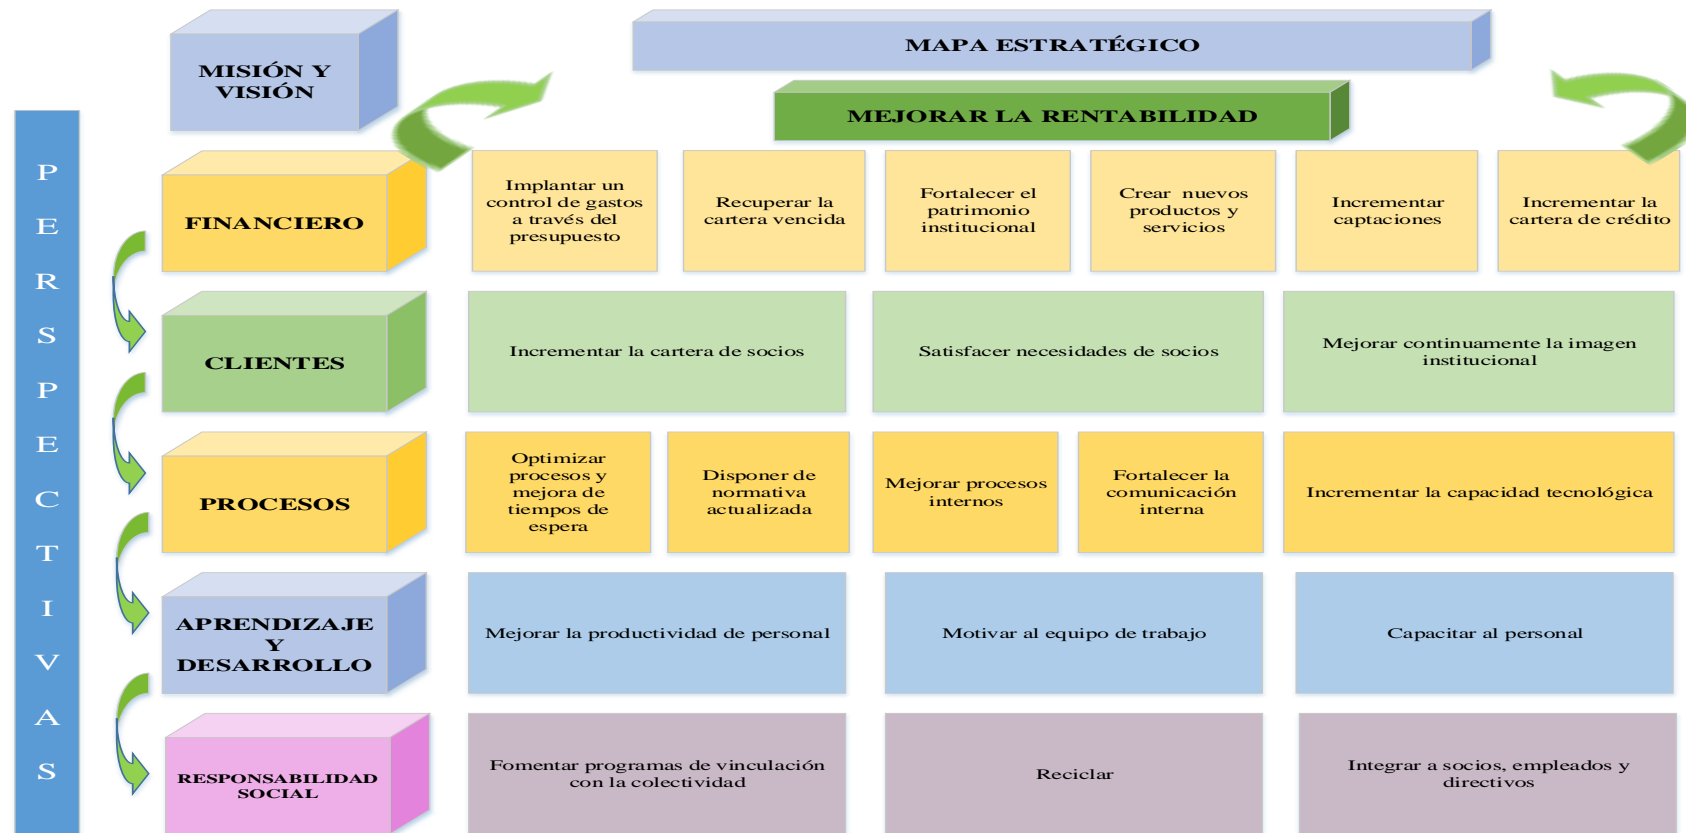 MISIÓN Y
VISIÓN
MAPA ESTRATÉGICO
MEJORAR LA RENTABILIDAD
P
E
R
S
P
E
C
T
I
V
A
S
FINANCIERO
Implantar un
control de gastos
a través del
presupuesto
Recuperar la
cartera vencida
Fortalecer el
patrimonio
institucional
Crear nuevos
productos y
servicios
Incrementar
captaciones
Incrementar la
cartera de crédito
CLIENTES
Incrementar la cartera de socios
Satisfacer necesidades de socios
Mejorar continuamente la imagen
institucional
PROCESOS
Optimizar
procesos y
mejora de
tiempos de
espera
Disponer de
normativa
actualizada
Mejorar procesos
internos
Fortalecer la
comunicación
interna
Incrementar la capacidad tecnológica
APRENDIZAJE
Y
DESARROLLO
Mejorar la productividad de personal
Motivar al equipo de trabajo
Capacitar al personal
RESPONSABILIDAD
SOCIAL
Fomentar programas de vinculación
con la colectividad
Reciclar
Integrar a socios, empleados y
directivos